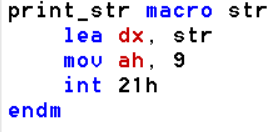 print_str macro str
lea dx, str
mov ah, 9
int 21h
endm